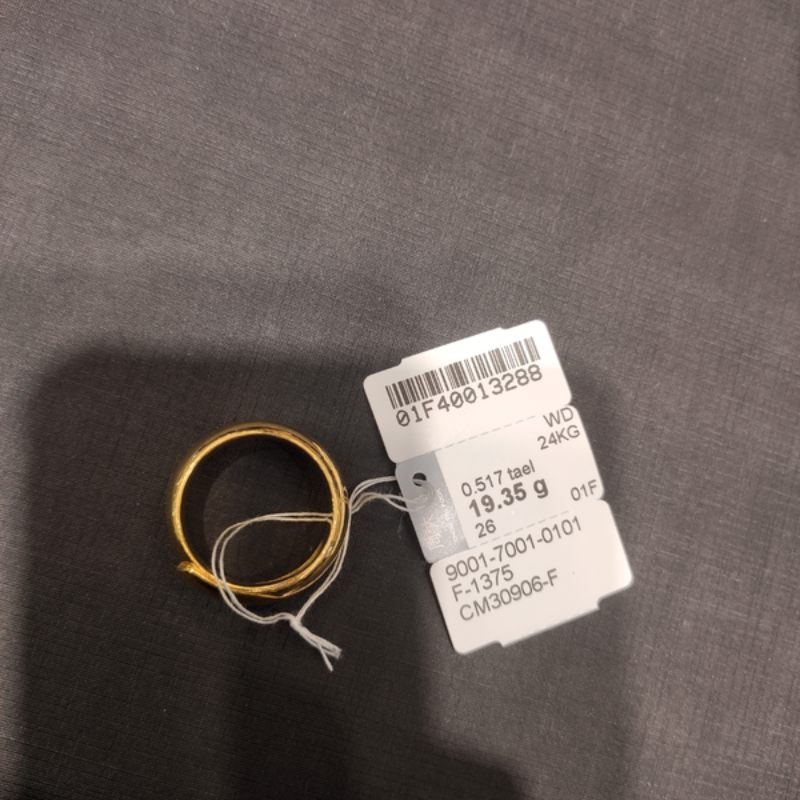 01F40013288
WD
24KG
0.517 tael
19.35 g
01F
26
9001-7001-0101
F-1375
CM30906-F